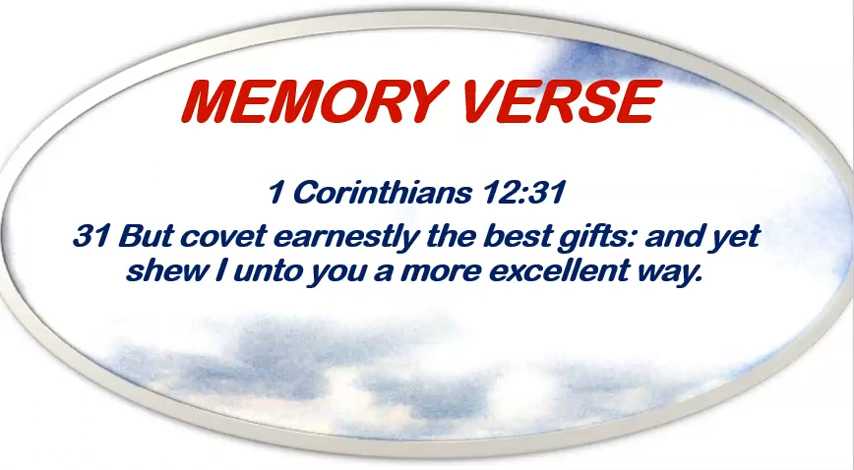 MEMORY VERSE
1 Corinthians 12:31
31 But covet earnestly the best gifts: and yet
shew I unto you a more excellent way.